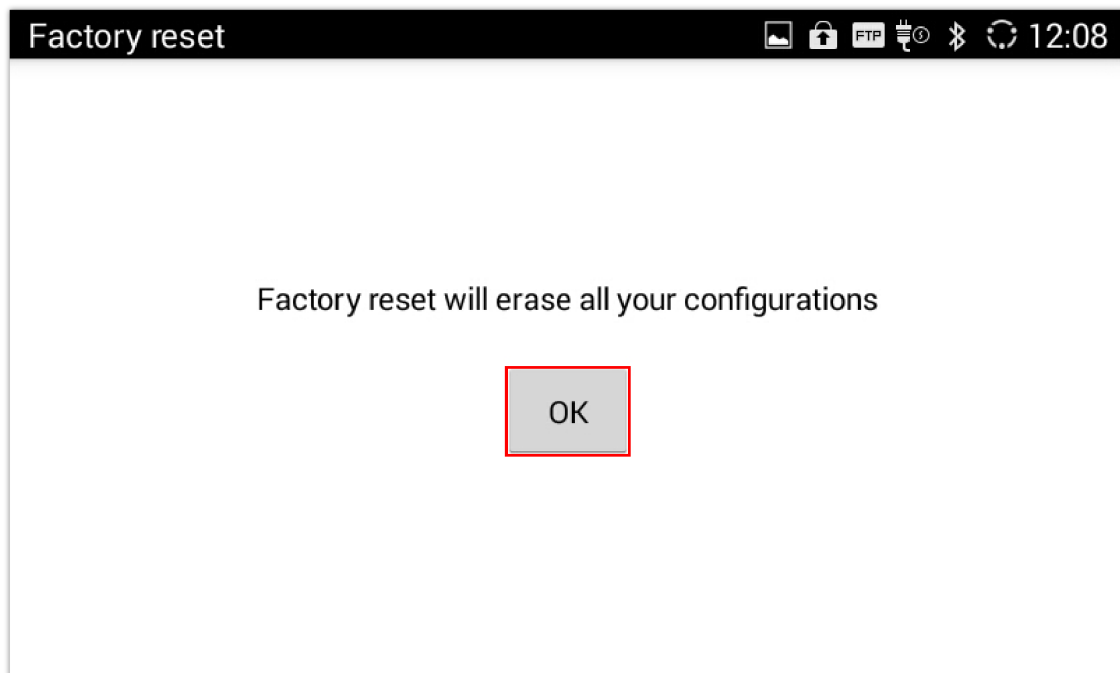 Factory reset
FTP 12:08
Factory reset will erase all your configurations
OK